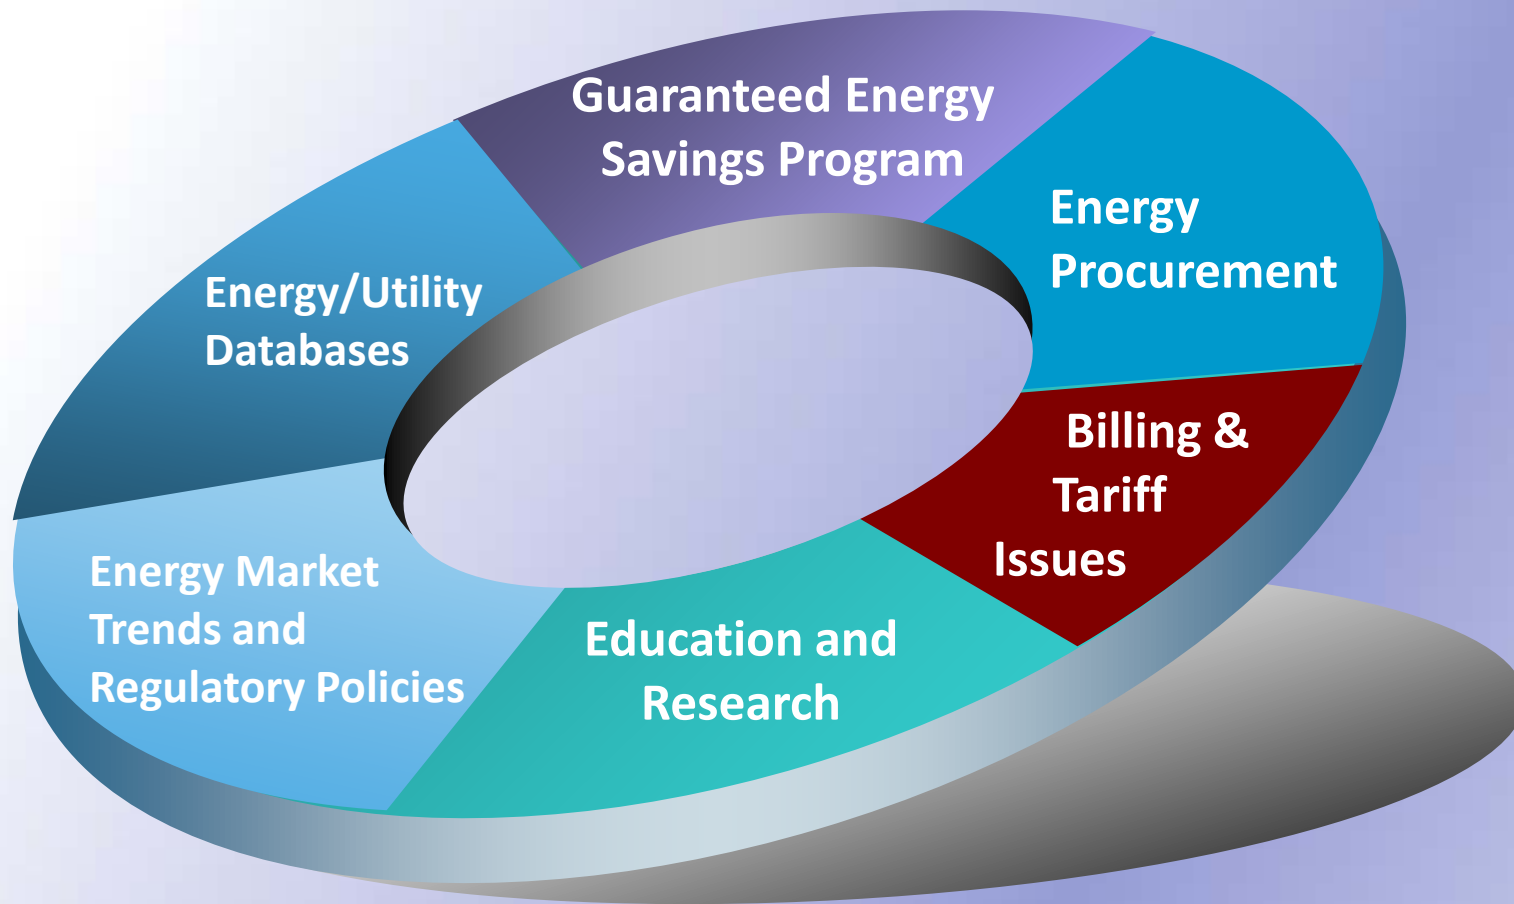 Guaranteed Energy
Savings Program
Energy
Procurement
Billing &
Tariff
Issues
Education and
Research
Energy Market
Trends and
Regulatory Policies
Energy/Utility
Databases